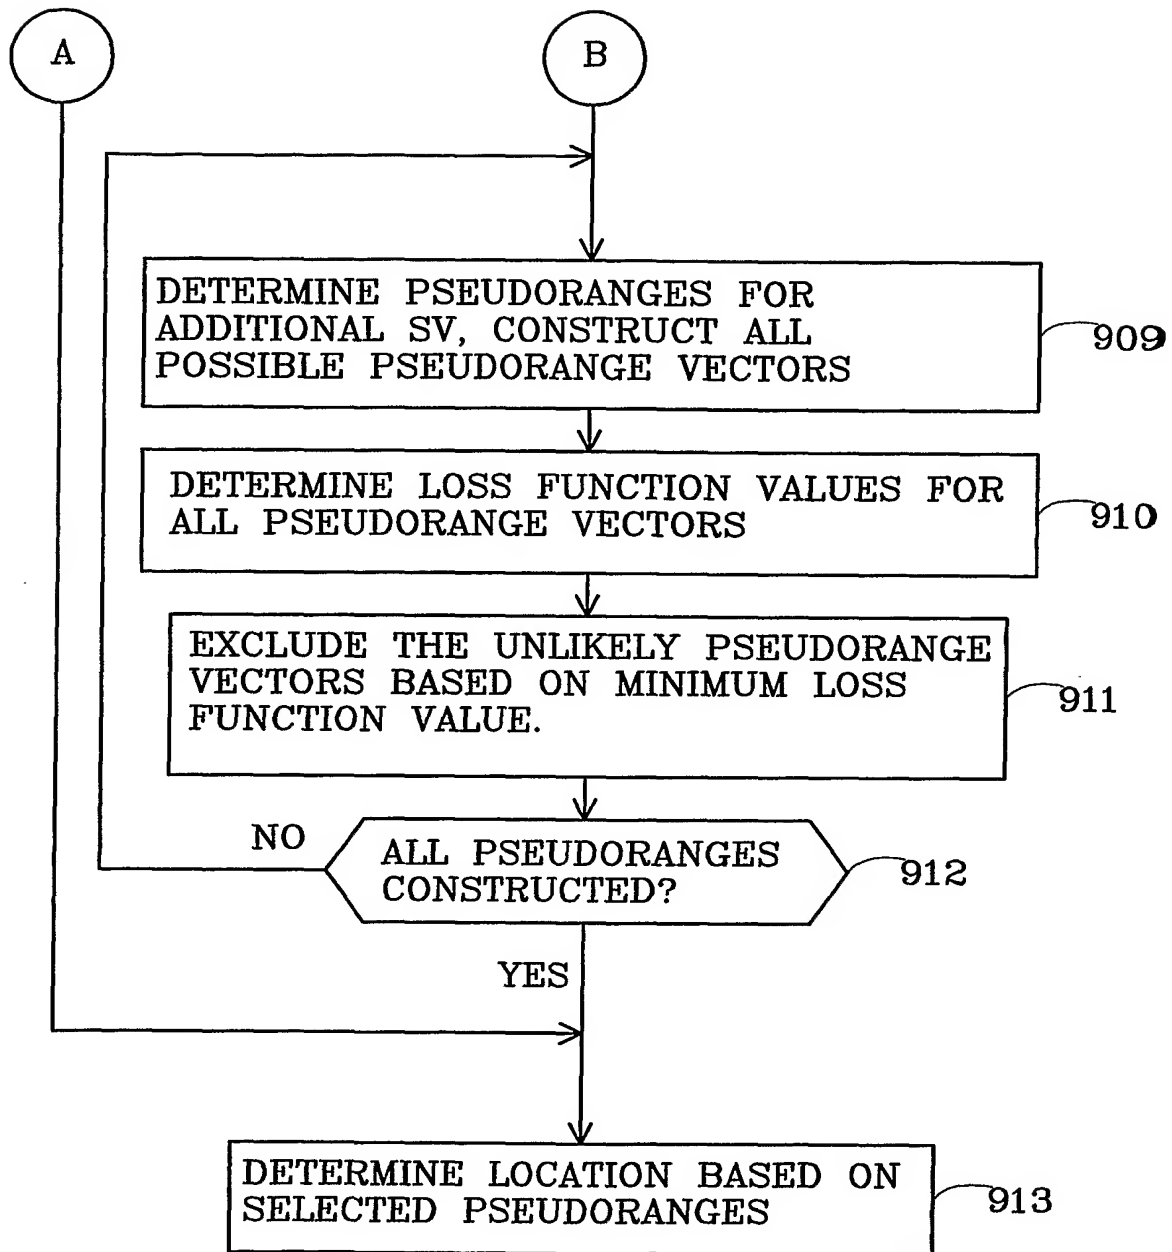 A
B
DETERMINE PSEUDORANGES FOR
ADDITIONAL SV, CONSTRUCT ALL
POSSIBLE PSEUDORANGE VECTORS
909
DETERMINE LOSS FUNCTION VALUES FOR
ALL PSEUDORANGE VECTORS
910
EXCLUDE THE UNLIKELY PSEUDORANGE
VECTORS BASED ON MINIMUM LOSS
FUNCTION VALUE.
911
NO
ALL PSEUDORANGES
CONSTRUCTED?
912
YES
DETERMINE LOCATION BASED ON
SELECTED PSEUDORANGES
913